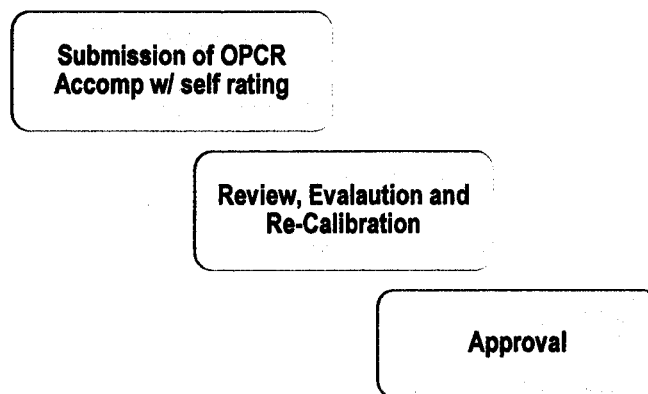 Submission of OPCR
Accomp w/ self rating
Review, Evalaution and
Re-Calibration
Approval